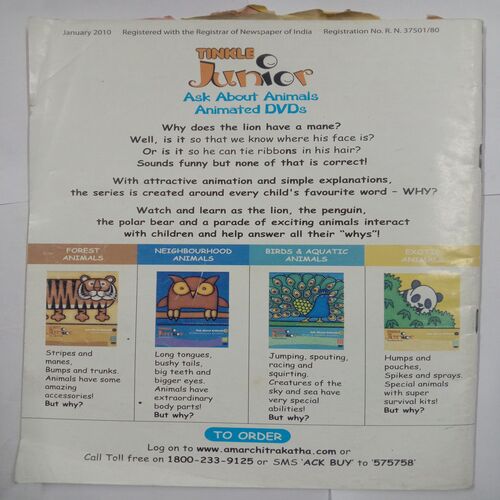 January 2010 Registered with the Registrar of Newspaper of India Registration No. R. N. 37501/80
TINKLE
Junior
Ask About Animals
Animated DVDs
Why does the lion have a mane?
Well, is it so that we know where his face is?
Or is it so he can tie ribbons in his hair?
Sounds funny but none of that is correct!
With attractive animation and simple explanations,
the series is created around every child's favourite word – WHY?
Watch and learn as the lion, the penguin,
the polar bear and a parade of exciting animals interact
with children and help answer all their "whys"!
FOREST
ANIMALS
Stripes and
manes,
Bumps and trunks.
Animals have some
amazing
accessories!
But why?
NEIGHBOURHOOD
ANIMALS
Long tongues,
bushy tails,
big teeth and
bigger eyes.
Animals have
extraordinary
body parts!
But why?
BIRDS & AQUATIC
ANIMALS
Jumping, spouting,
racing and
squirting.
Creatures of the
sky and sea have
very special
abilities!
But why?
EXOTIC
ANIMALS
Humps and
pouches,
Spikes and sprays.
Special animals
with super
survival kits!
But why?
TO ORDER
Log on to www.amarchitrakatha.com or
Call Toll free on 1800-233-9125 or SMS 'ACK BUY' to '575758'